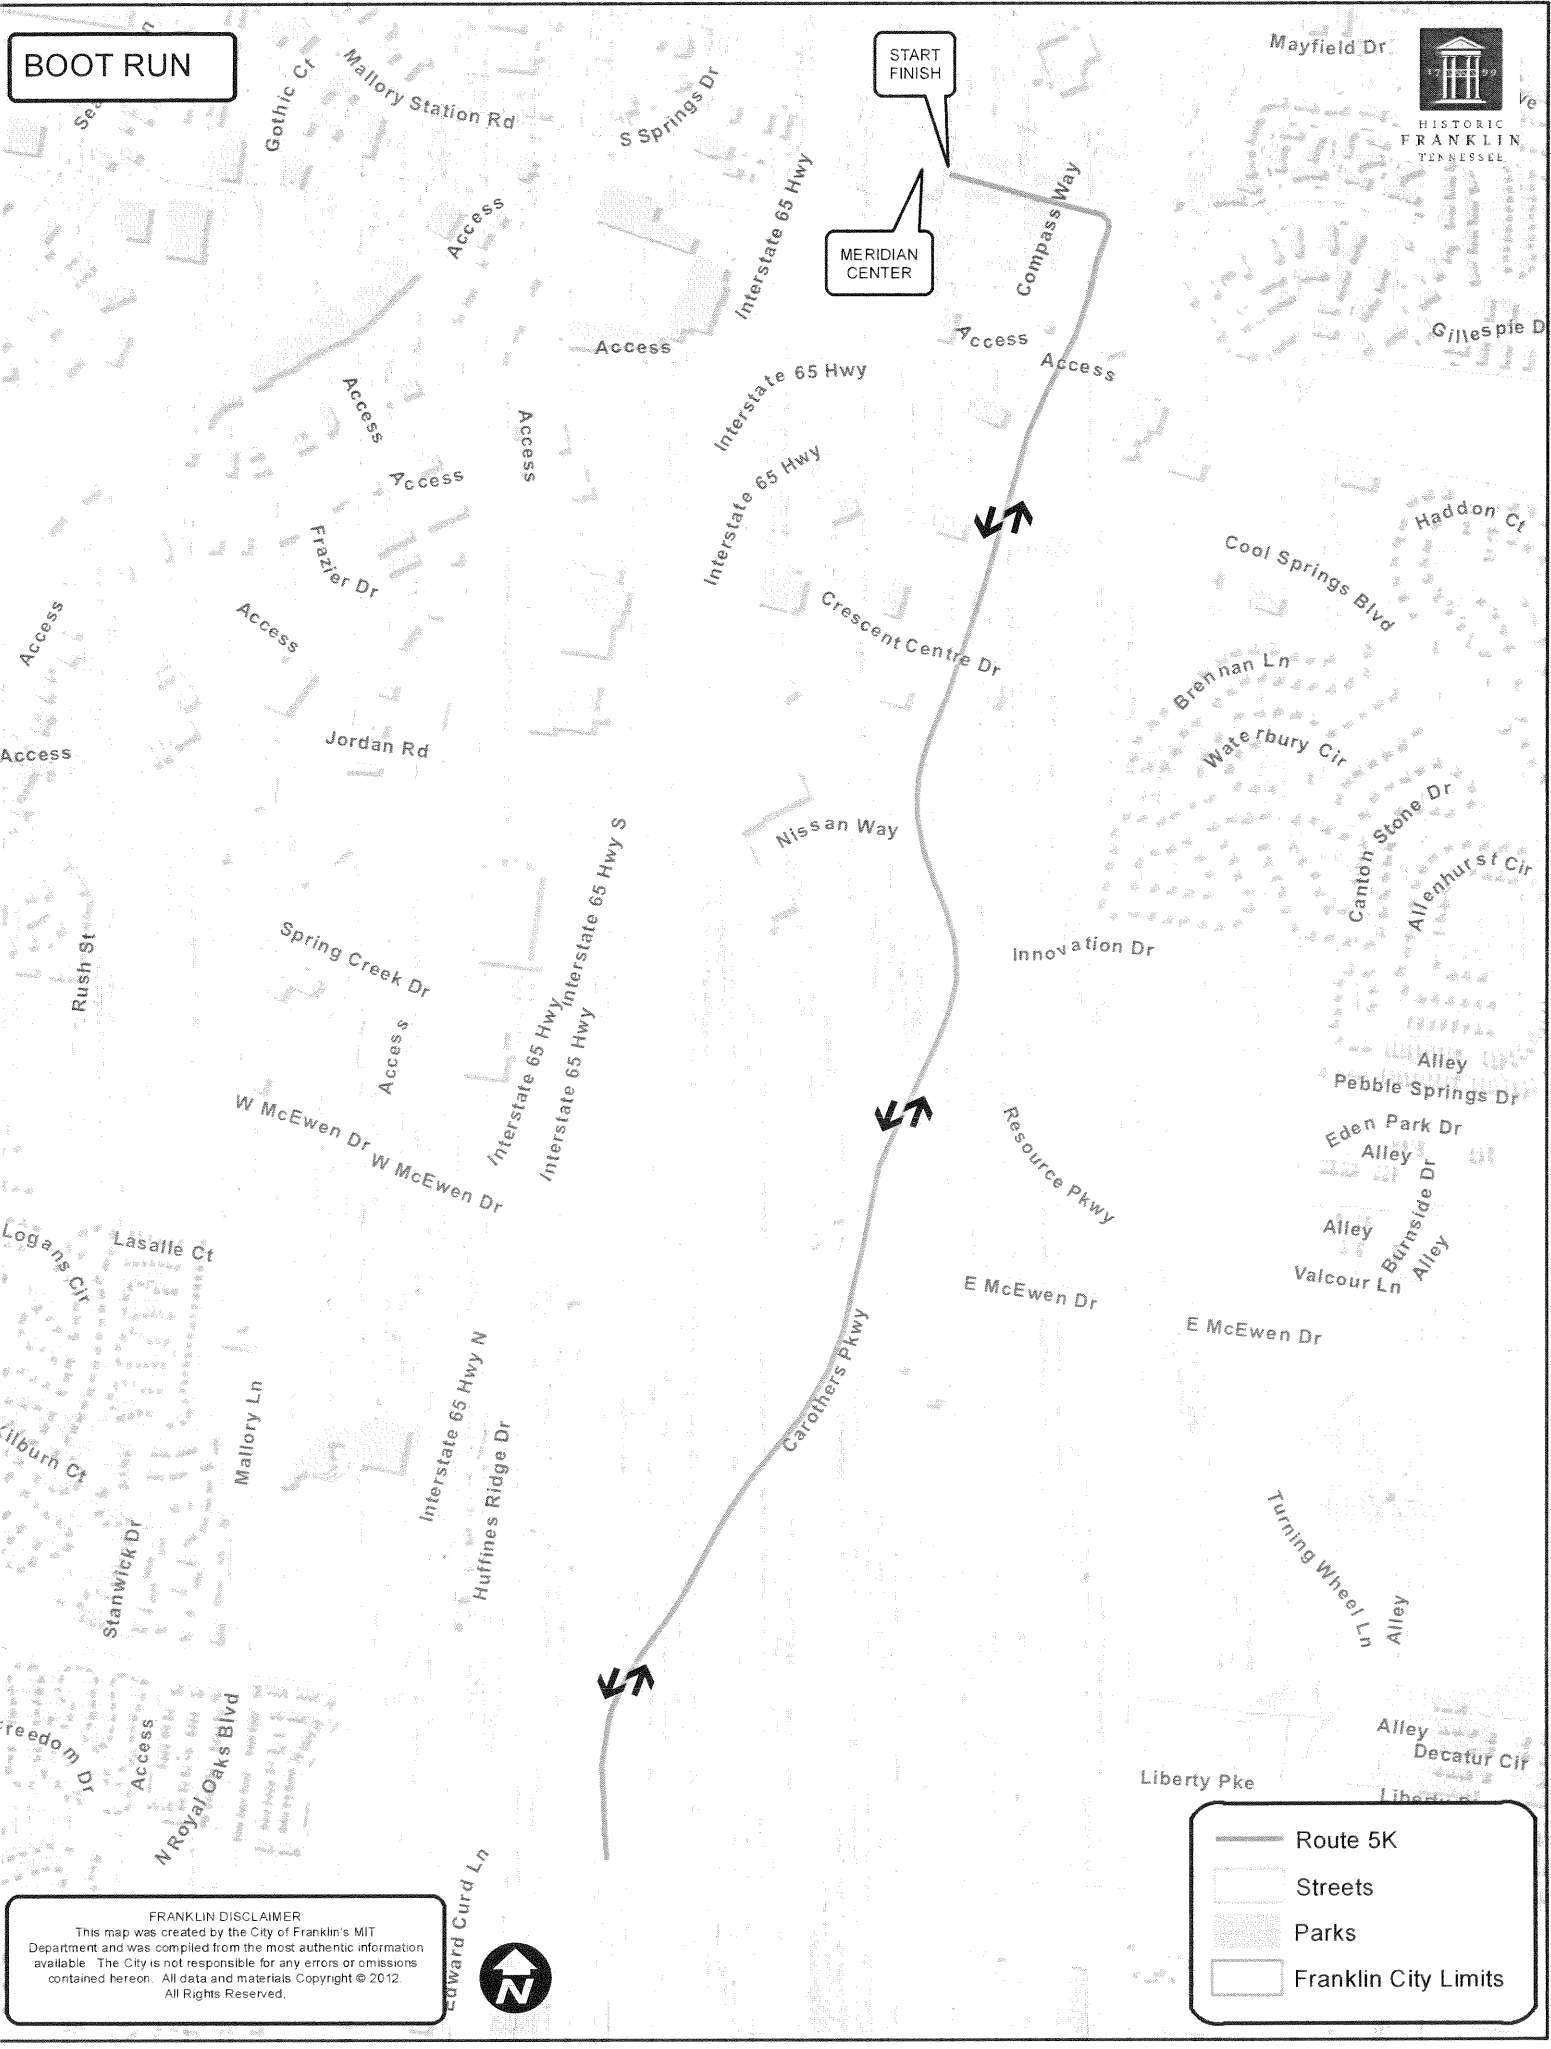 BOOT RUN
START
FINISH
MERIDIAN
CENTER
HISTORIC
FRANKLIN
TENNESSEE
Mayfield Dr
Gothic Ct
Mallory Station Rd
S Springs Dr
Interstate 65 Hwy
Compass Way
Access
Access
Access
Access
Gillespie D
Interstate 65 Hwy
Access
Access
Access
Interstate 65 Hwy
Haddon Ct
Cool Springs Blvd
Frazier Dr
Access
Access
Crescent Centre Dr
Brennan Ln
Waterbury Cir
Jordan Rd
Access
Nissan Way
Canton Stone Dr
Allenhurst Cir
Interstate 65 Hwy S
Rush St
Spring Creek Dr
Innovation Dr
Access
Interstate 65 Hwy
Interstate 65 Hwy
Alley
Pebble Springs Dr
W McEwen Dr
W McEwen Dr
Resource Pkwy
Eden Park Dr
Alley
Burnside Dr
Alley
Alley
Valcour Ln
Logans Cir
Lasalle Ct
E McEwen Dr
E McEwen Dr
Carothers Pkwy
Interstate 65 Hwy N
Mallory Ln
Huffines Ridge Dr
Kilburn Ct
Stanwick Dr
Turning Wheel Ln
Alley
Freedom Dr
Access
N Royal Oaks Blvd
Alley
Decatur Cir
Liberty Pke
Edward Curd Ln
Route 5K
Streets
Parks
Franklin City Limits
FRANKLIN DISCLAIMER
This map was created by the City of Franklin's MIT
Department and was compiled from the most authentic information
available. The City is not responsible for any errors or omissions
contained hereon. All data and materials Copyright © 2012.
All Rights Reserved.
N